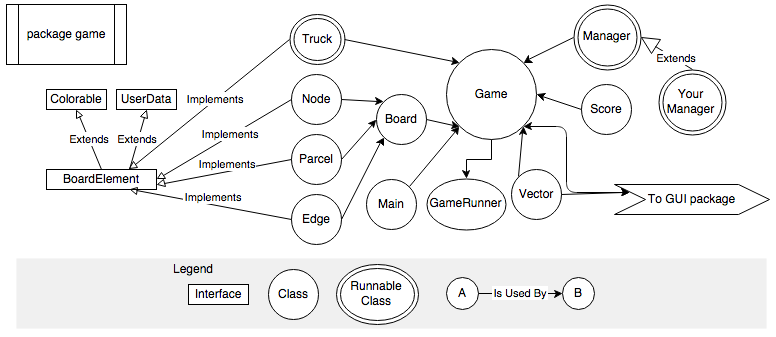 package game
Truck
Manager
Extends
Your
Manager
Colorable
UserData
Implements
Node
Game
Score
Board
Implements
Extends
Extends
Parcel
Implements
BoardElement
Implements
Edge
Main
GameRunner
Vector
To GUI package
Legend
Interface
Class
Runnable
Class
A
Is Used By
B